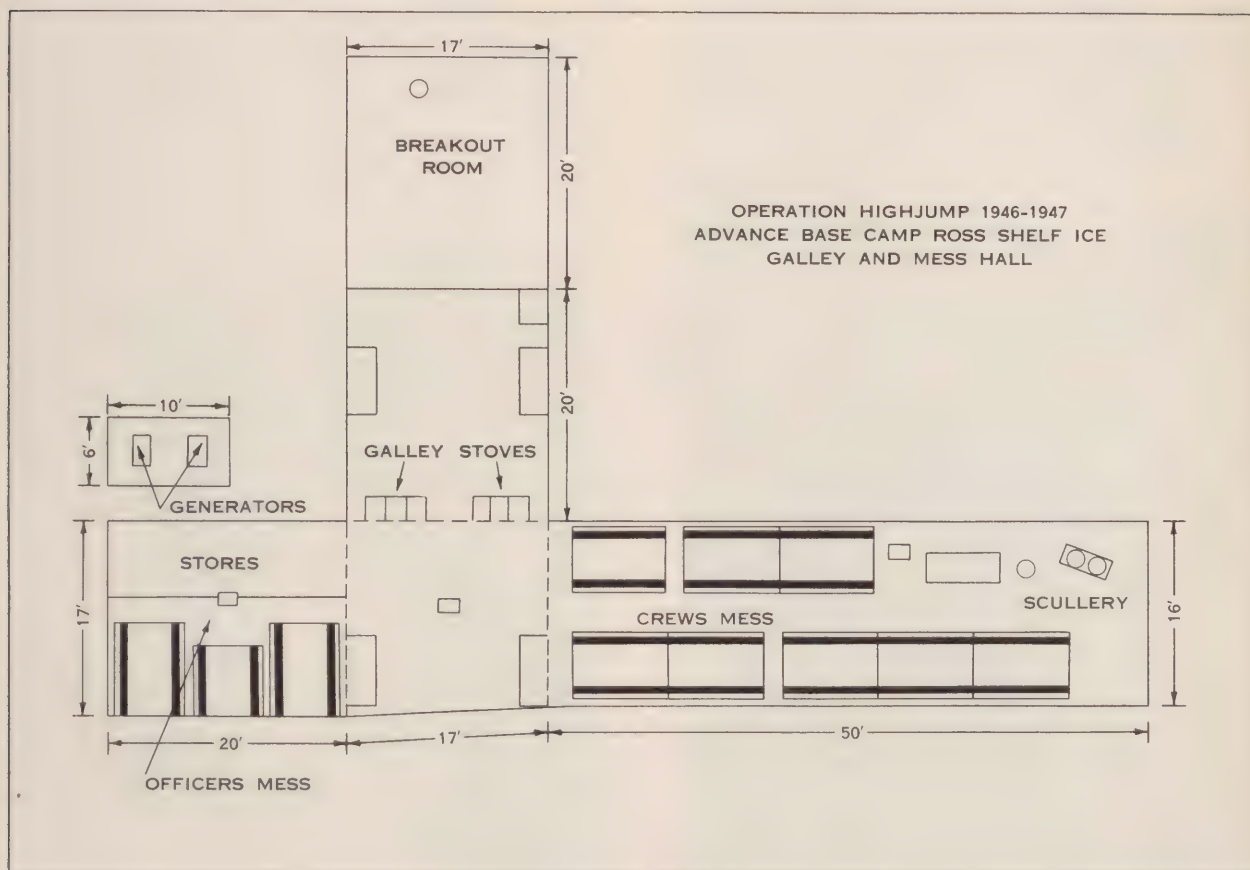 17'
BREAKOUT
ROOM
20'
OPERATION HIGHJUMP 1946-1947
ADVANCE BASE CAMP ROSS SHELF ICE
GALLEY AND MESS HALL
20'
10'
6'
GENERATORS
GALLEY STOVES
STORES
17'
CREWS MESS
SCULLERY
16'
20'
17'
50'
OFFICERS MESS